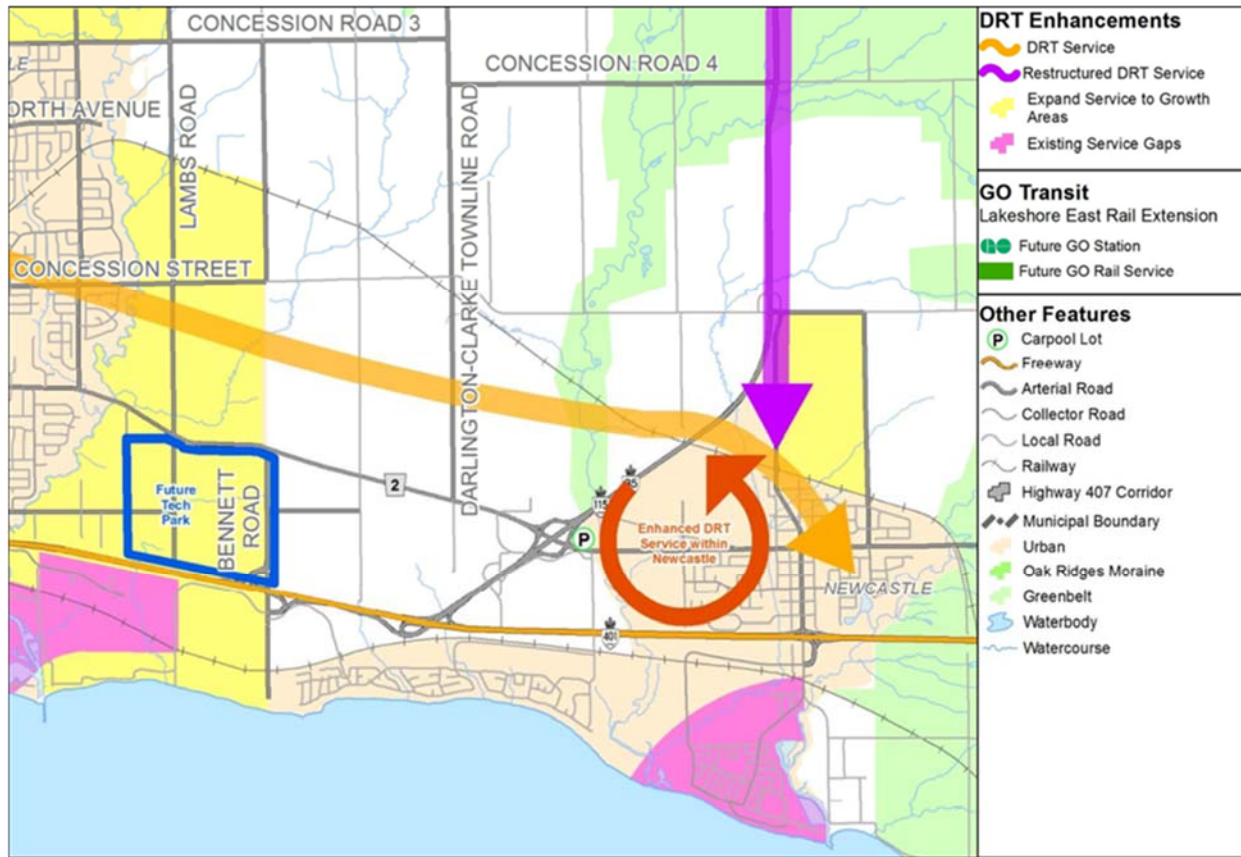 CONCESSION ROAD 3
CONCESSION ROAD 4
ORTH AVENUE
LAMBS ROAD
DARLINGTON-CLARKE TOWNLINE ROAD
CONCESSION STREET
2
Future
Tech
Park
BENNETT
ROAD
35
115
P
Enhanced DRT
Service within
Newcastle
NEWCASTLE
401
DRT Enhancements
DRT Service
Restructured DRT Service
Expand Service to Growth
Areas
Existing Service Gaps
GO Transit
Lakeshore East Rail Extension
Future GO Station
Future GO Rail Service
Other Features
P
Carpool Lot
Freeway
Arterial Road
Collector Road
Local Road
Railway
Highway 407 Corridor
Municipal Boundary
Urban
Oak Ridges Moraine
Greenbelt
Waterbody
Watercourse